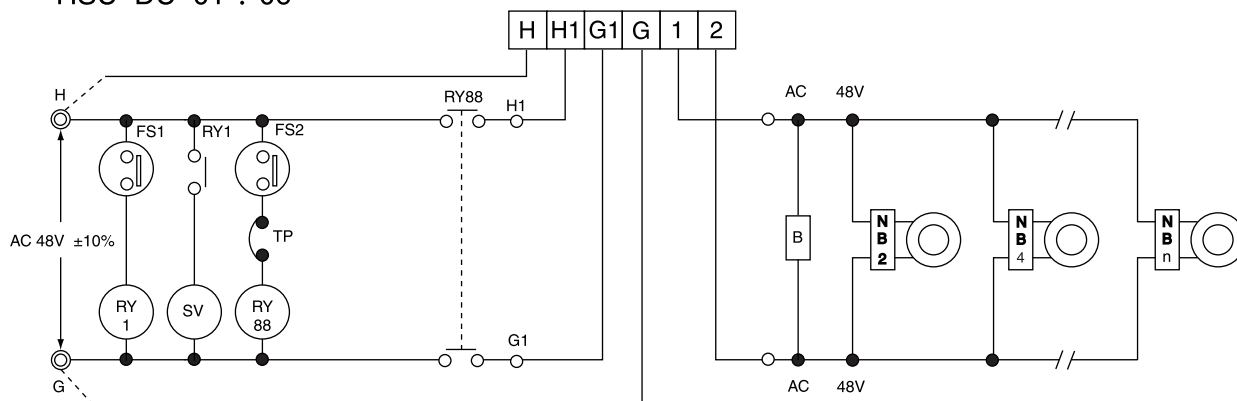 H H1 G1 G 1 2
H
RY88
H1
AC 48V
FS1
RY1
FS2
AC 48V ±10%
TP
B
N B 2
N B 4
N B n
RY 1
SV
RY 88
G1
G
AC 48V